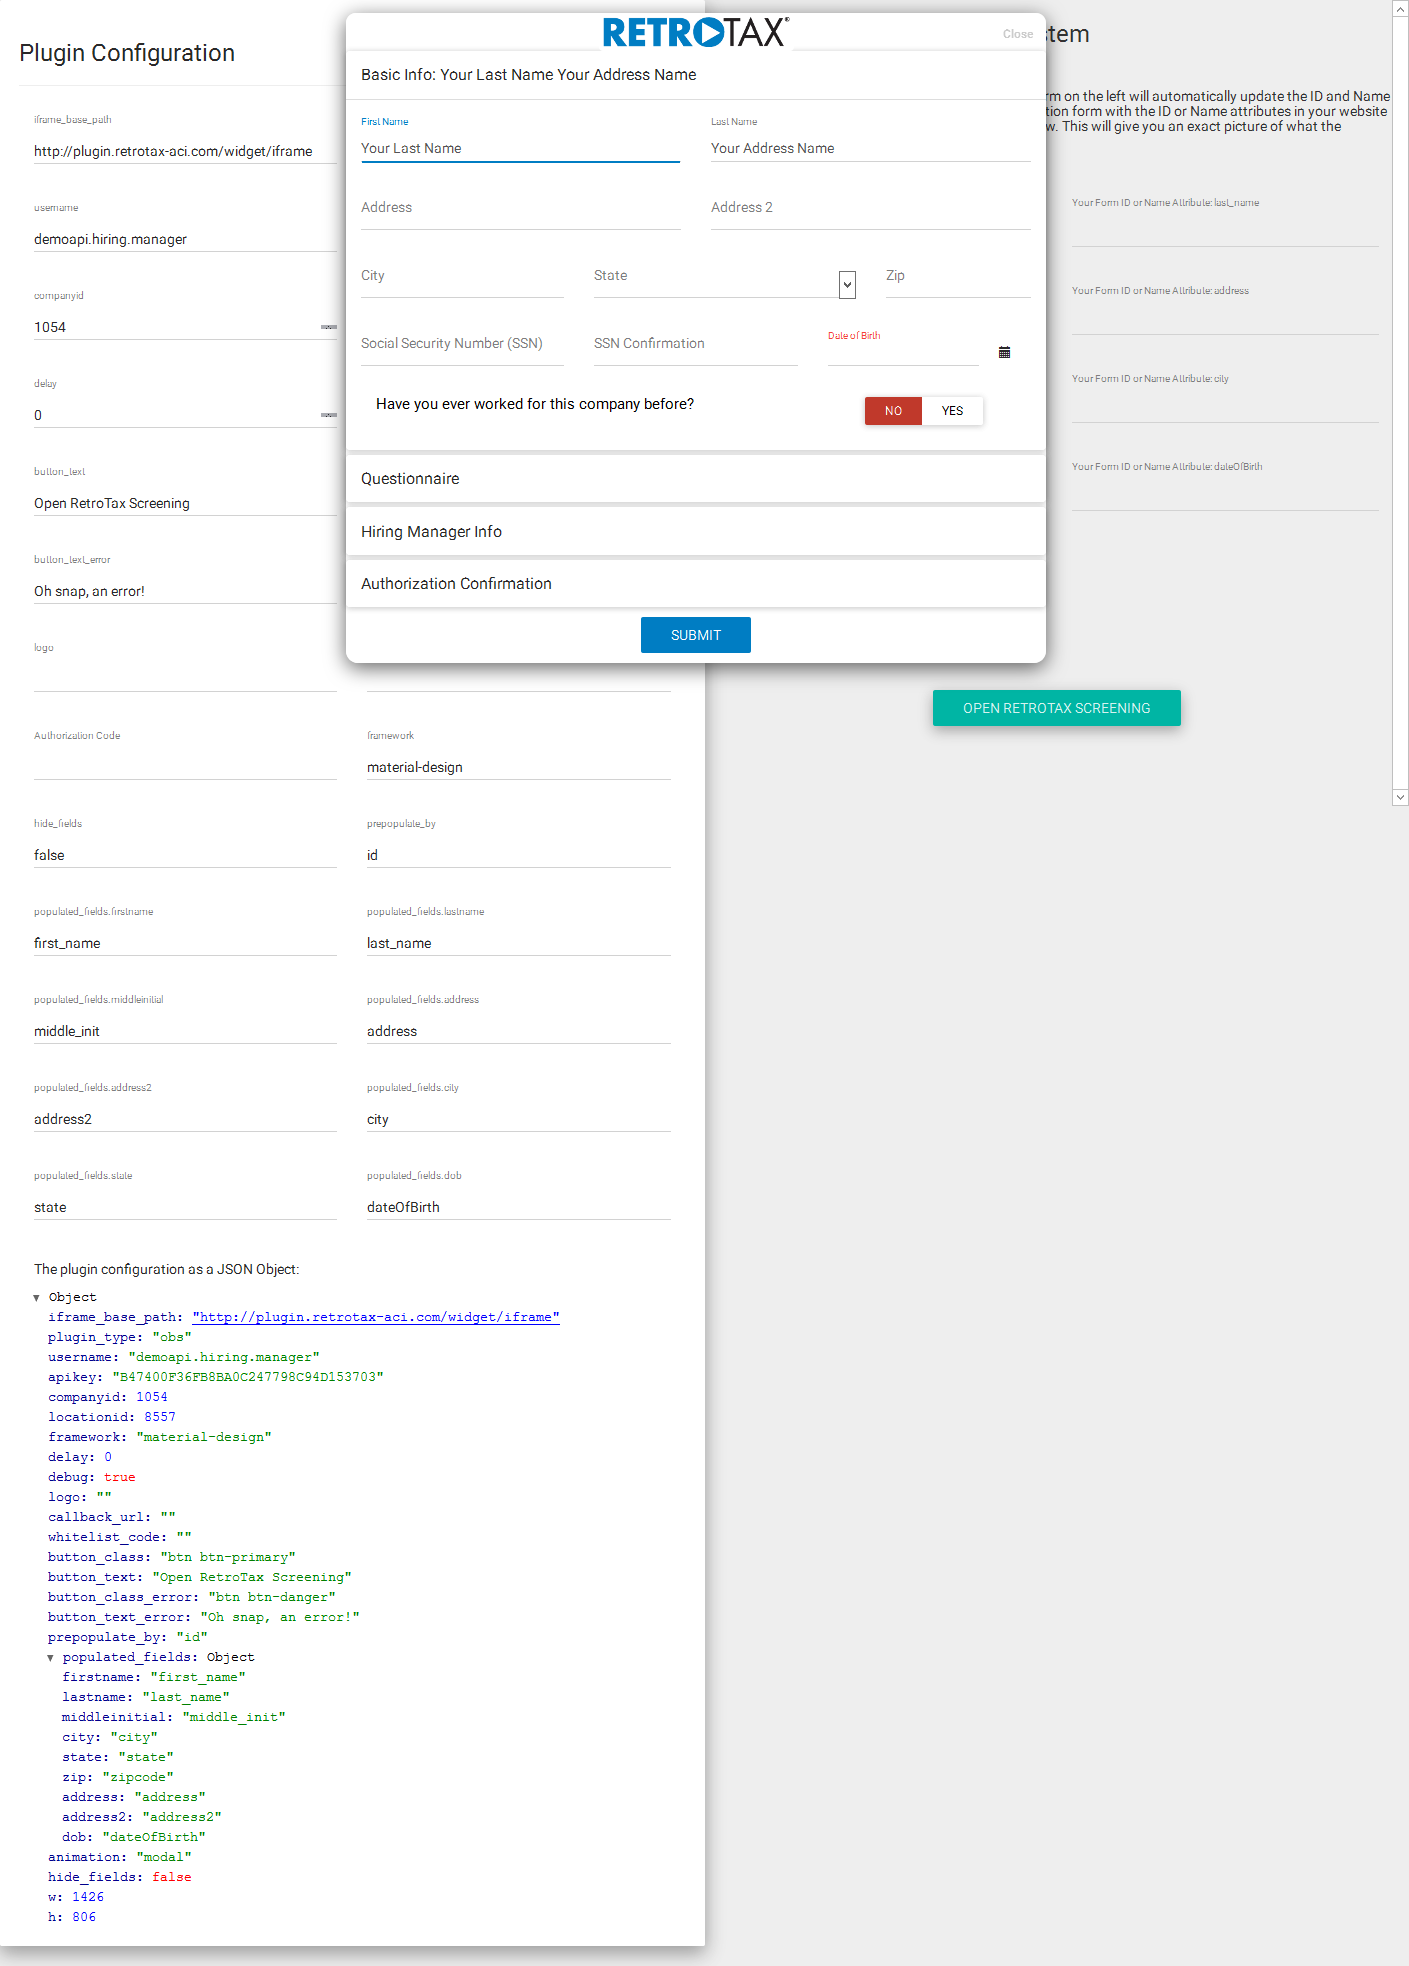 Plugin Configuration
iframe_base_path
http://plugin.retrotax-aci.com/widget/iframe
username
demoapi.hiring.manager
companyid
1054
delay
0
button_text
Open RetroTax Screening
button_text_error
Oh snap, an error!
logo
Authorization Code
framework
material-design
hide_fields
false
prepopulate_by
id
populated_fields.firstname
first_name
populated_fields.lastname
last_name
populated_fields.middleinitial
middle_init
populated_fields.address
address
populated_fields.address2
address2
populated_fields.city
city
populated_fields.state
state
populated_fields.dob
dateOfBirth
The plugin configuration as a JSON Object:
Object
iframe_base_path: "http://plugin.retrotax-aci.com/widget/iframe"
plugin_type: "obs"
username: "demoapi.hiring.manager"
apikey: "B47400F36FB8BA0C247798C94D153703"
companyid: 1054
locationid: 8557
framework: "material-design"
delay: 0
debug: true
logo: ""
callback_url: ""
whitelist_code: ""
button_class: "btn btn-primary"
button_text: "Open RetroTax Screening"
button_class_error: "btn btn-danger"
button_text_error: "Oh snap, an error!"
prepopulate_by: "id"
populated_fields: Object
firstname: "first_name"
lastname: "last_name"
middleinitial: "middle_init"
city: "city"
state: "state"
zip: "zipcode"
address: "address"
address2: "address2"
dob: "dateOfBirth"
animation: "modal"
hide_fields: false
w: 1426
h: 806
RETROTAX®
Close
Basic Info: Your Last Name Your Address Name
First Name
Your Last Name
Last Name
Your Address Name
Address
Address 2
City
State
Zip
Social Security Number (SSN)
SSN Confirmation
Date of Birth
Have you ever worked for this company before?
NO
YES
Questionnaire
Hiring Manager Info
Authorization Confirmation
SUBMIT
stem
rm on the left will automatically update the ID and Name
tion form with the ID or Name attributes in your website
w. This will give you an exact picture of what the
Your Form ID or Name Attribute: last_name
Your Form ID or Name Attribute: address
Your Form ID or Name Attribute: city
Your Form ID or Name Attribute: dateOfBirth
OPEN RETROTAX SCREENING